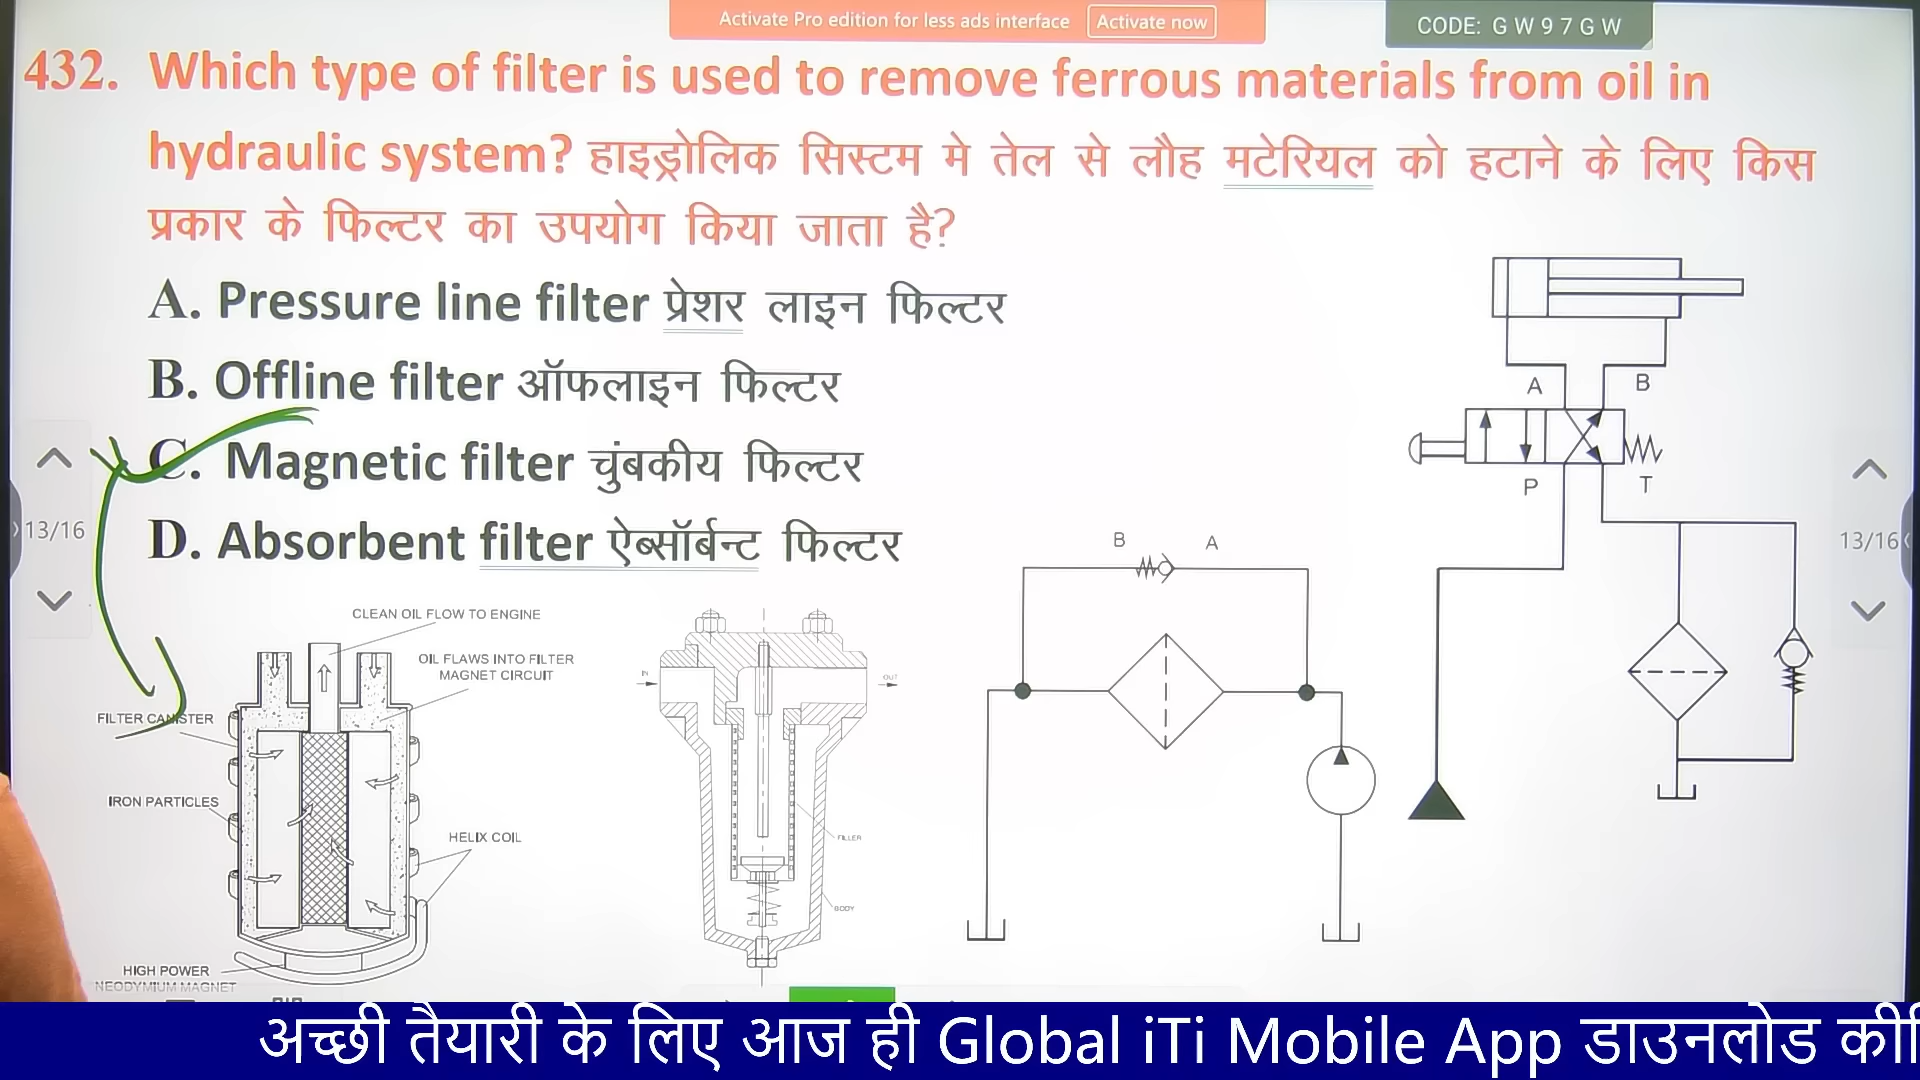 Activate Pro edition for less ads interface Activate now
CODE: G W 9 7 G W
432. Which type of filter is used to remove ferrous materials from oil in
hydraulic system? हाइड्रोलिक सिस्टम मे तेल से लौह मटेरियल को हटाने के लिए किस
प्रकार के फिल्टर का उपयोग किया जाता है?
A. Pressure line filter प्रेशर लाइन फिल्टर
B. Offline filter ऑफलाइन फिल्टर
C. Magnetic filter चुंबकीय फिल्टर
D. Absorbent filter ऐब्सॉर्बन्ट फिल्टर
13/16
13/16
A
B
P
T
B
A
CLEAN OIL FLOW TO ENGINE
OIL FLAWS INTO FILTER
MAGNET CIRCUIT
FILTER CANISTER
IRON PARTICLES
HELIX COIL
HIGH POWER
NEODYMIUM MAGNET
IN
OUT
FILLER
BODY
अच्छी तैयारी के लिए आज ही Global iTi Mobile App डाउनलोड